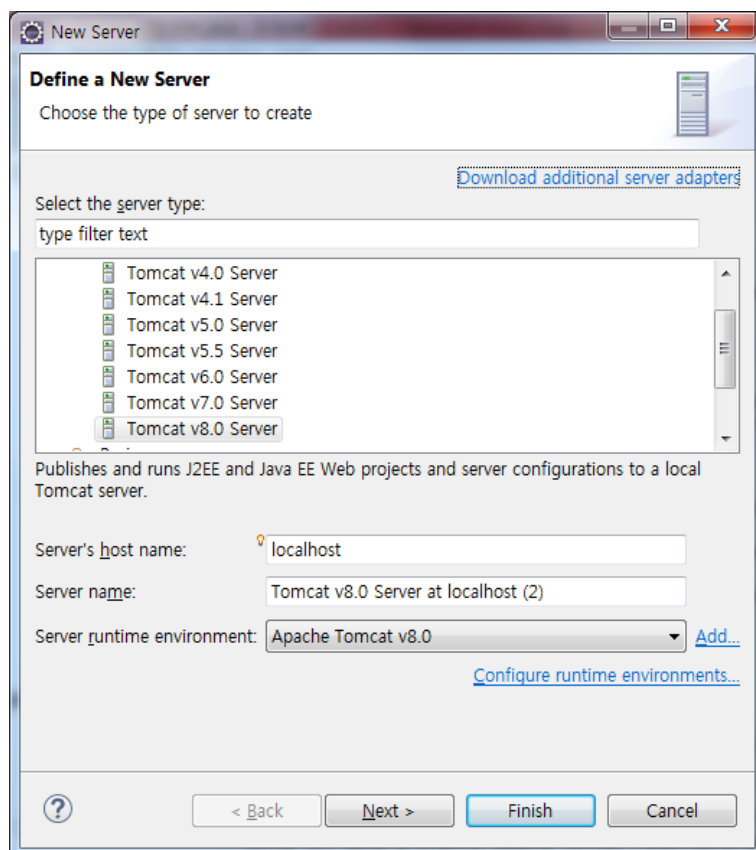 New Server
Define a New Server
Choose the type of server to create
Download additional server adapters
Select the server type:
type filter text
Tomcat v4.0 Server
Tomcat v4.1 Server
Tomcat v5.0 Server
Tomcat v5.5 Server
Tomcat v6.0 Server
Tomcat v7.0 Server
Tomcat v8.0 Server
Publishes and runs J2EE and Java EE Web projects and server configurations to a local
Tomcat server.
Server's host name: localhost
Server name: Tomcat v8.0 Server at localhost (2)
Server runtime environment: Apache Tomcat v8.0 Add...
Configure runtime environments...
? < Back Next > Finish Cancel